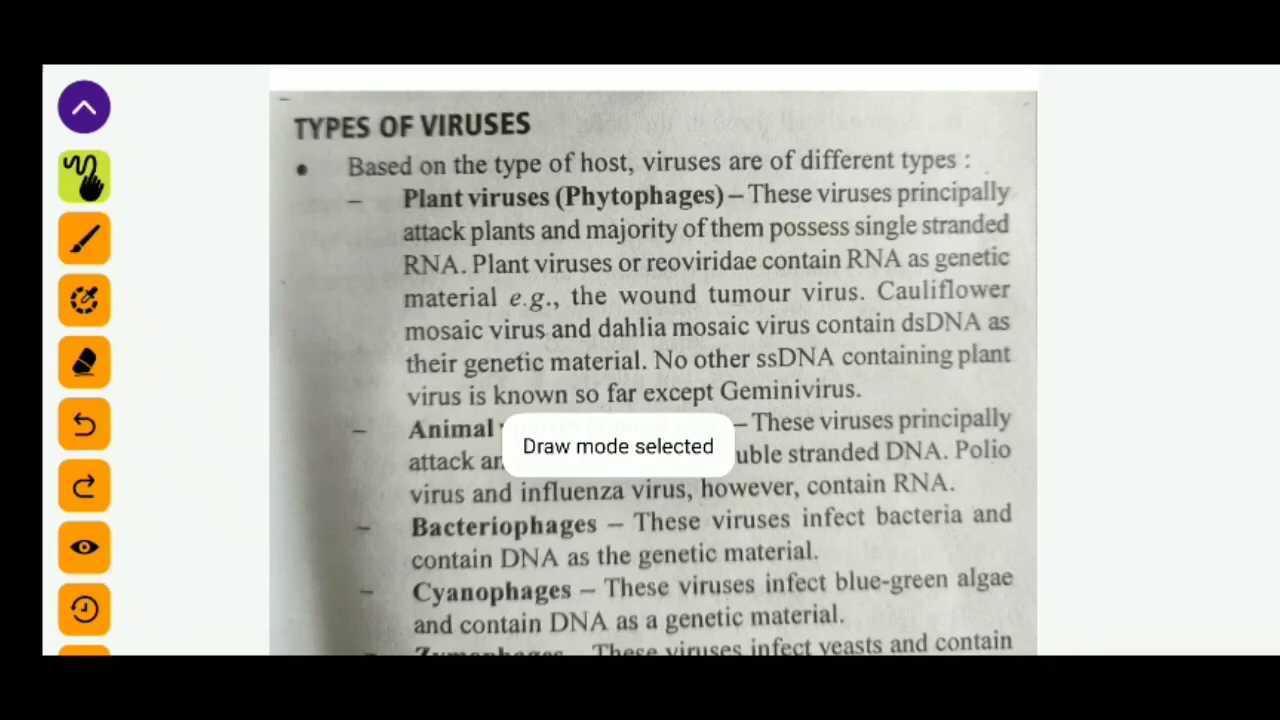 TYPES OF VIRUSES
• Based on the type of host, viruses are of different types :
– Plant viruses (Phytophages) – These viruses principally
attack plants and majority of them possess single stranded
RNA. Plant viruses or reoviridae contain RNA as genetic
material e.g., the wound tumour virus. Cauliflower
mosaic virus and dahlia mosaic virus contain dsDNA as
their genetic material. No other ssDNA containing plant
virus is known so far except Geminivirus.
– Animal – These viruses principally
Draw mode selected
attack uble stranded DNA. Polio
virus and influenza virus, however, contain RNA.
– Bacteriophages – These viruses infect bacteria and
contain DNA as the genetic material.
– Cyanophages – These viruses infect blue-green algae
and contain DNA as a genetic material.
– Zymophages – These viruses infect yeasts and contain